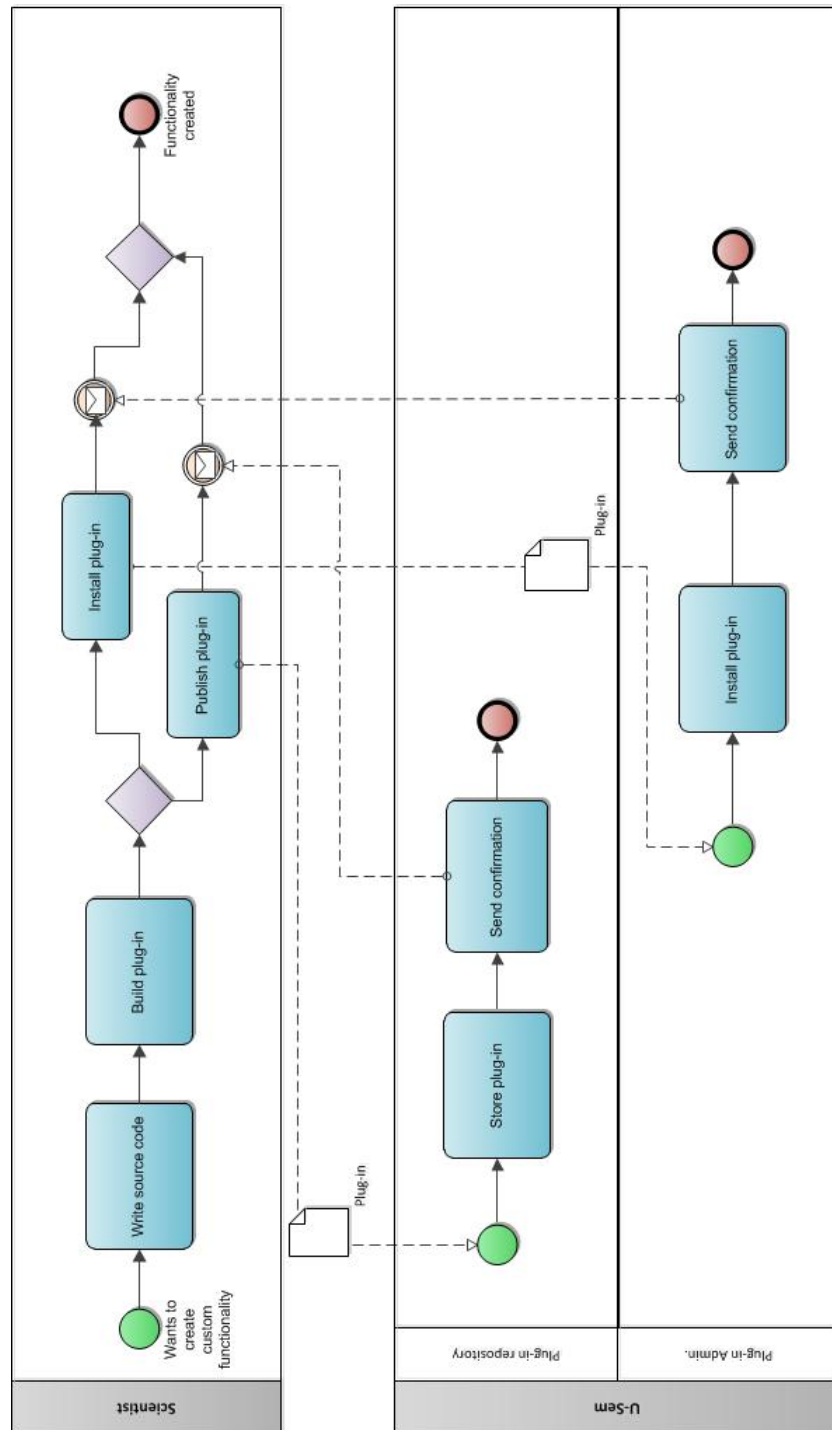 Scientist
Wants to
create
custom
functionality
Write source code
Build plug-in
Install plug-in
Publish plug-in
Functionality
created
Plug-in
Plug-in
U-Sem
Plug-in repository
Store plug-in
Send confirmation
Plug-in Admin.
Install plug-in
Send confirmation